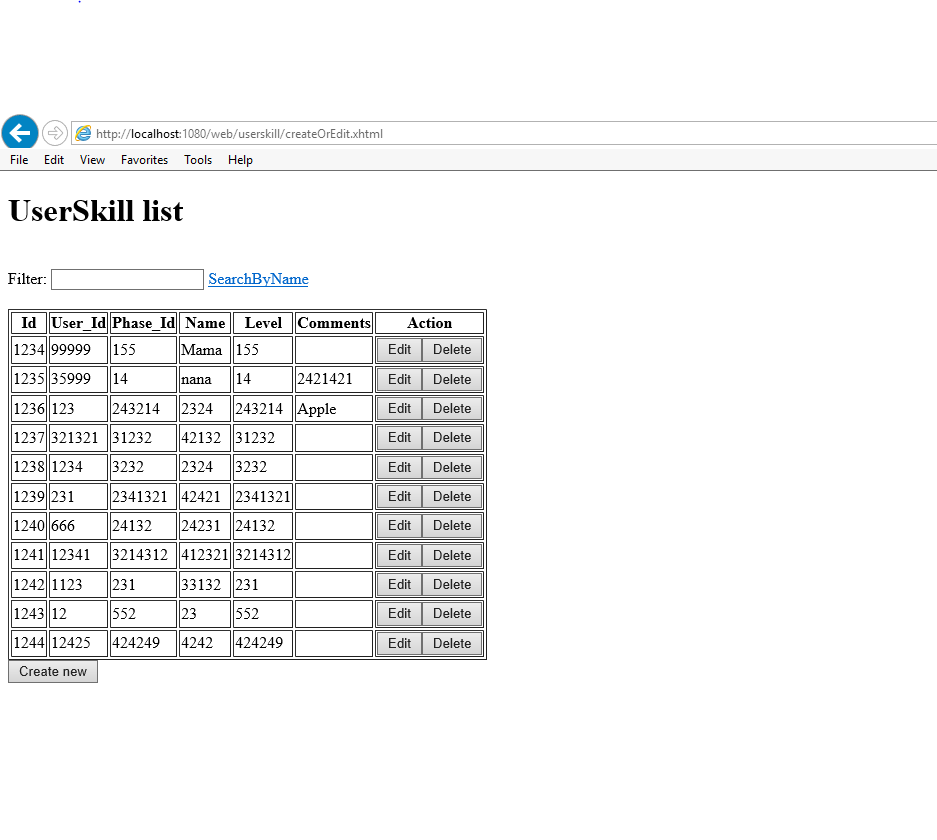 http://localhost:1080/web/userskill/createOrEdit.xhtml
File Edit View Favorites Tools Help
UserSkill list
Filter: SearchByName
Id User_Id Phase_Id Name Level Comments Action
1234 99999 155 Mama 155 Edit Delete
1235 35999 14 nana 14 2421421 Edit Delete
1236 123 243214 2324 243214 Apple Edit Delete
1237 321321 31232 42132 31232 Edit Delete
1238 1234 3232 2324 3232 Edit Delete
1239 231 2341321 42421 2341321 Edit Delete
1240 666 24132 24231 24132 Edit Delete
1241 12341 3214312 412321 3214312 Edit Delete
1242 1123 231 33132 231 Edit Delete
1243 12 552 23 552 Edit Delete
1244 12425 424249 4242 424249 Edit Delete
Create new